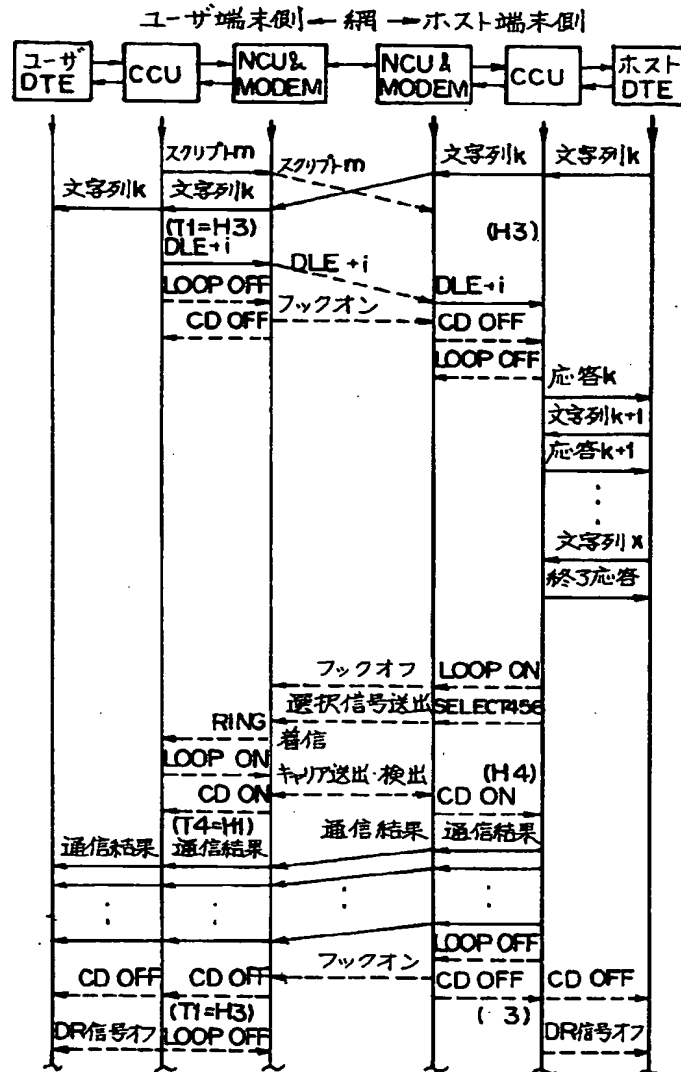 ユーザ端末側 ← 網 → ホスト端末側
ユーザ DTE
CCU
NCU& MODEM
NCU& MODEM
CCU
ホスト DTE
スクリプトm
スクリプトm
文字列k
文字列k
文字列k
文字列k
(T1=H3)
(H3)
DLE+i
DLE+i
DLE+i
LOOP OFF
フックオン
CD OFF
CD OFF
LOOP OFF
応答k
文字列k+1
応答k+1
文字列x
終了応答
フックオフ
LOOP ON
選択信号送出
SELECT456
RING
着信
LOOP ON
キャリア送出・検出
(H4)
CD ON
CD ON
(T4=H1)
通信結果
通信結果
通信結果
通信結果
LOOP OFF
フックオン
CD OFF
CD OFF
CD OFF
CD OFF
(T1=H3)
( 3)
DR信号オフ
LOOP OFF
DR信号オフ